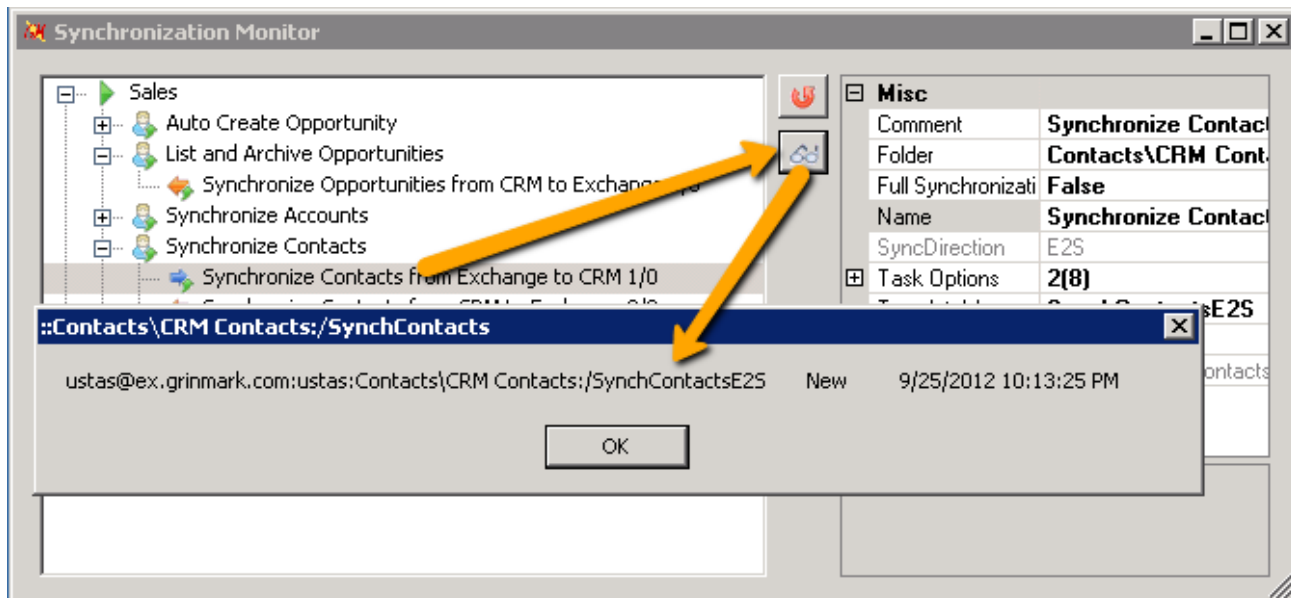 Synchronization Monitor
Sales
Auto Create Opportunity
List and Archive Opportunities
Synchronize Opportunities from CRM to Exchange
Synchronize Accounts
Synchronize Contacts
Synchronize Contacts from Exchange to CRM 1/0
Misc
Comment Synchronize Contact
Folder Contacts\CRM Cont
Full Synchronizati False
Name Synchronize Contact
SyncDirection E2S
Task Options 2(8)
sE2S
ontacts
::Contacts\CRM Contacts:/SynchContacts
ustas@ex.grinmark.com:ustas:Contacts\CRM Contacts:/SynchContactsE2S New 9/25/2012 10:13:25 PM
OK